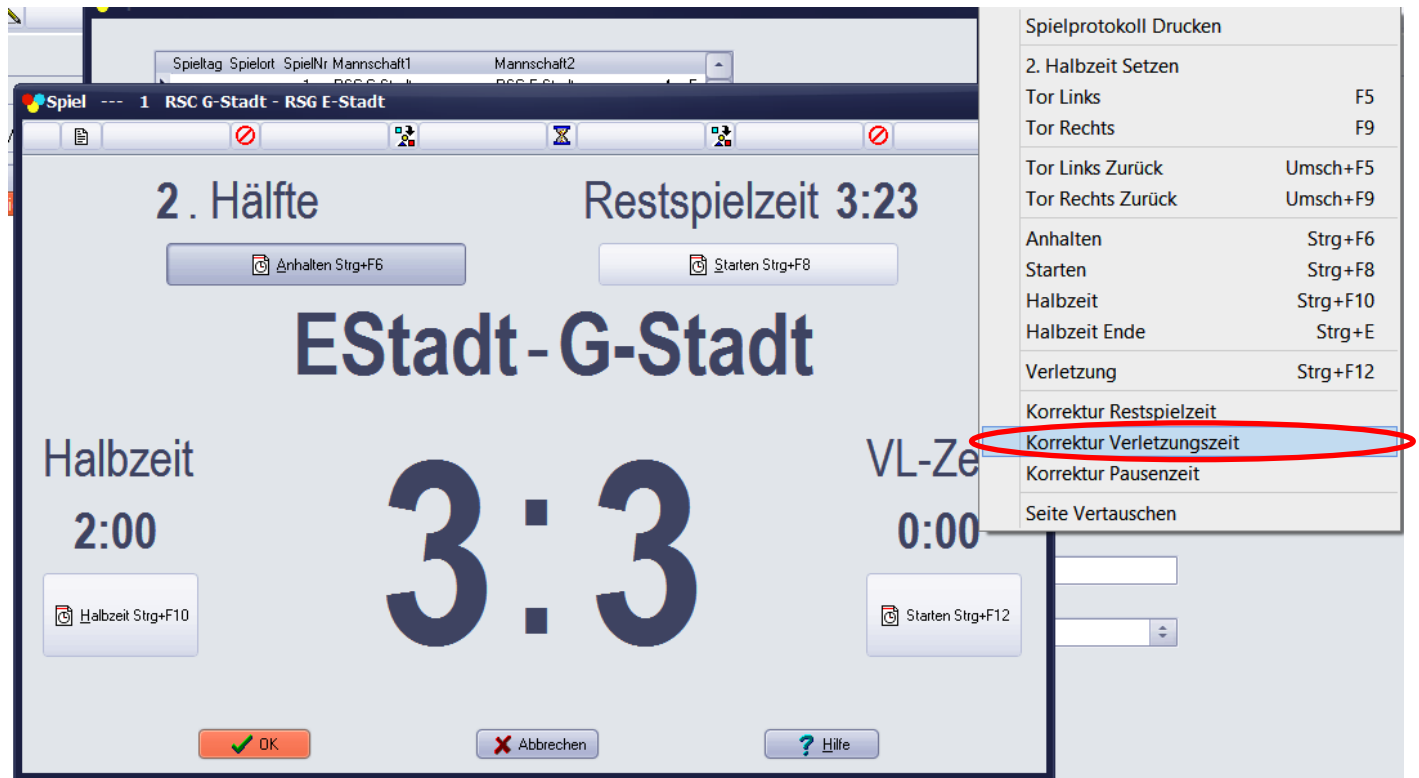 Spieltag Spielort SpielNr Mannschaft1 Mannschaft2
Spiel --- 1 RSC G-Stadt - RSG E-Stadt
2 . Hälfte Restspielzeit 3:23
Anhalten Strg+F6 Starten Strg+F8
EStadt - G-Stadt
Halbzeit VL-Ze
2:00 3:3 0:00
Halbzeit Strg+F10 Starten Strg+F12
OK Abbrechen Hilfe
Spielprotokoll Drucken
2. Halbzeit Setzen
Tor Links F5
Tor Rechts F9
Tor Links Zurück Umsch+F5
Tor Rechts Zurück Umsch+F9
Anhalten Strg+F6
Starten Strg+F8
Halbzeit Strg+F10
Halbzeit Ende Strg+E
Verletzung Strg+F12
Korrektur Restspielzeit
Korrektur Verletzungszeit
Korrektur Pausenzeit
Seite Vertauschen